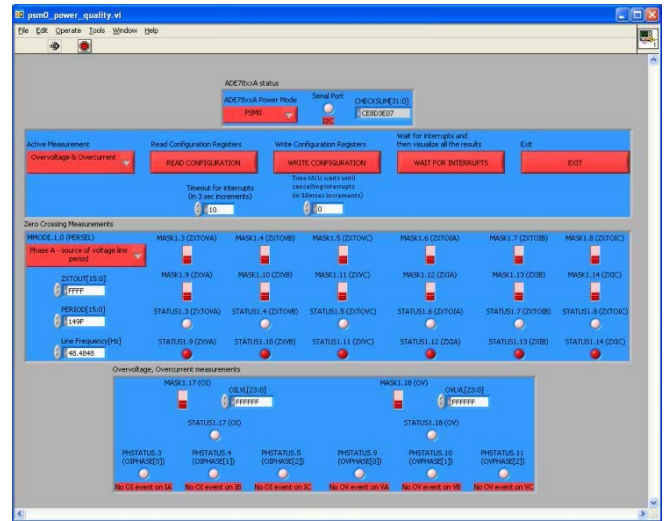 psm0_power_quality.vi
File Edit Operate Tools Window Help
ADE78xxA status
ADE78xxA Power Mode
Serial Port
CHECKSUM[31:0]
PSM0
I2C
CE8D3E07
Active Measurement
Read Configuration Registers
Write Configuration Registers
Wait for interrupts and
then visualize all the results
Exit
Overvoltage & Overcurrent
READ CONFIGURATION
WRITE CONFIGURATION
WAIT FOR INTERRUPTS
EXIT
Timeout for interrupts
(in 3 sec increments)
10
Time MCU waits until
cancelling interrupts
(in 10msec increments)
0
Zero Crossing Measurements
MMODE.1,0 (PERSEL)
MASK1.3 (ZXTOVA) MASK1.4 (ZXTOVB) MASK1.5 (ZXTOVC) MASK1.6 (ZXTOIA) MASK1.7 (ZXTOIB) MASK1.8 (ZXTOIC)
Phase A - source of voltage line
period
ZXTOUT[15:0]
FFFF
MASK1.9 (ZXVA) MASK1.10 (ZXVB) MASK1.11 (ZXVC) MASK1.12 (ZXIA) MASK1.13 (ZXIB) MASK1.14 (ZXIC)
PERIOD[15:0]
149F
STATUS1.3 (ZXTOVA) STATUS1.4 (ZXTOVB) STATUS1.5 (ZXTOVC) STATUS1.6 (ZXTOIA) STATUS1.7 (ZXTOIB) STATUS1.8 (ZXTOIC)
Line Frequency[Hz]
48.4848
STATUS1.9 (ZXVA) STATUS1.10 (ZXVB) STATUS1.11 (ZXVC) STATUS1.12 (ZXIA) STATUS1.13 (ZXIB) STATUS1.14 (ZXIC)
Overvoltage, Overcurrent measurements
MASK1.17 (OI)
OILVL[23:0]
FFFFFF
MASK1.18 (OV)
OVLVL[23:0]
FFFFFF
STATUS1.17 (OI)
STATUS1.18 (OV)
PHSTATUS.3 PHSTATUS.4 PHSTATUS.5 PHSTATUS.9 PHSTATUS.10 PHSTATUS.11
(OIPHASE[0]) (OIPHASE[1]) (OIPHASE[2]) (OVPHASE[0]) (OVPHASE[1]) (OVPHASE[2])
No OI event on IA No OI event on IB No OI event on IC No OV event on VA No OV event on VB No OV event on VC